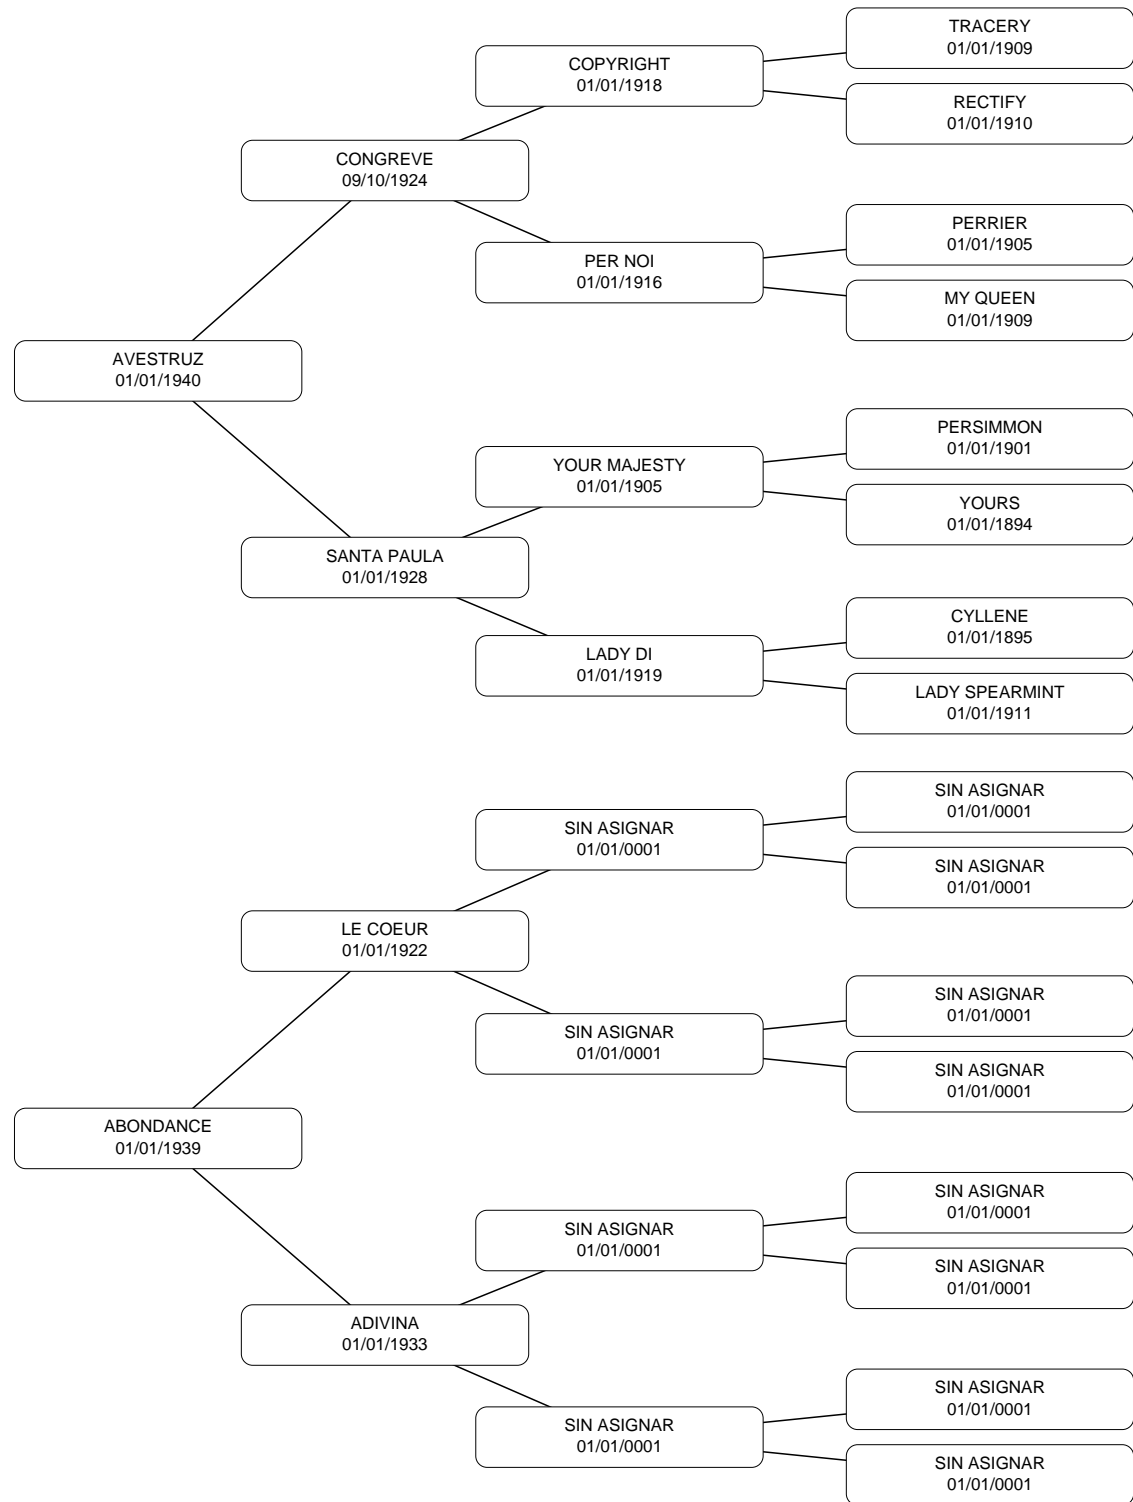 TRACERY
01/01/1909
COPYRIGHT
01/01/1918
RECTIFY
01/01/1910
CONGREVE
09/10/1924
PERRIER
01/01/1905
PER NOI
01/01/1916
MY QUEEN
01/01/1909
AVESTRUZ
01/01/1940
PERSIMMON
01/01/1901
YOUR MAJESTY
01/01/1905
YOURS
01/01/1894
SANTA PAULA
01/01/1928
CYLLENE
01/01/1895
LADY DI
01/01/1919
LADY SPEARMINT
01/01/1911
SIN ASIGNAR
01/01/0001
SIN ASIGNAR
01/01/0001
SIN ASIGNAR
01/01/0001
LE COEUR
01/01/1922
SIN ASIGNAR
01/01/0001
SIN ASIGNAR
01/01/0001
SIN ASIGNAR
01/01/0001
ABONDANCE
01/01/1939
SIN ASIGNAR
01/01/0001
SIN ASIGNAR
01/01/0001
SIN ASIGNAR
01/01/0001
ADIVINA
01/01/1933
SIN ASIGNAR
01/01/0001
SIN ASIGNAR
01/01/0001
SIN ASIGNAR
01/01/0001